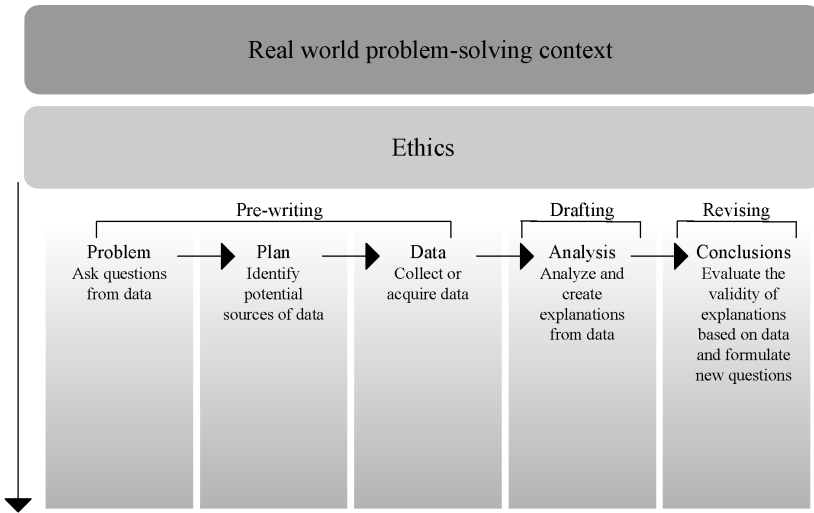 Real world problem-solving context
Ethics
Pre-writing
Drafting
Revising
Problem
Ask questions
from data
Plan
Identify
potential
sources of data
Data
Collect or
acquire data
Analysis
Analyze and
create
explanations
from data
Conclusions
Evaluate the
validity of
explanations
based on data
and formulate
new questions